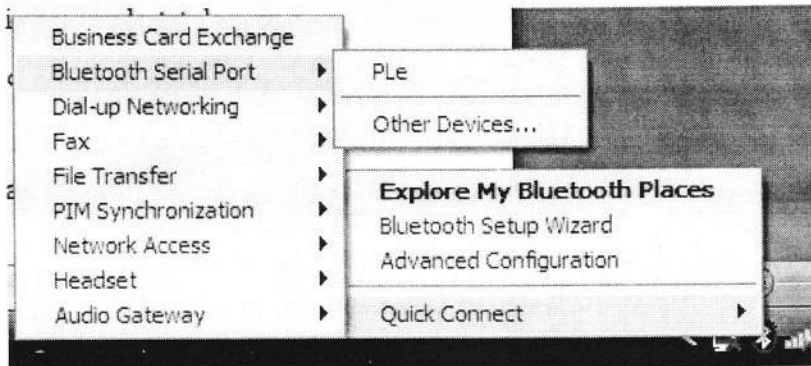 Business Card Exchange
Bluetooth Serial Port
Dial-up Networking
Fax
File Transfer
PIM Synchronization
Network Access
Headset
Audio Gateway
PLe
Other Devices...
Explore My Bluetooth Places
Bluetooth Setup Wizard
Advanced Configuration
Quick Connect